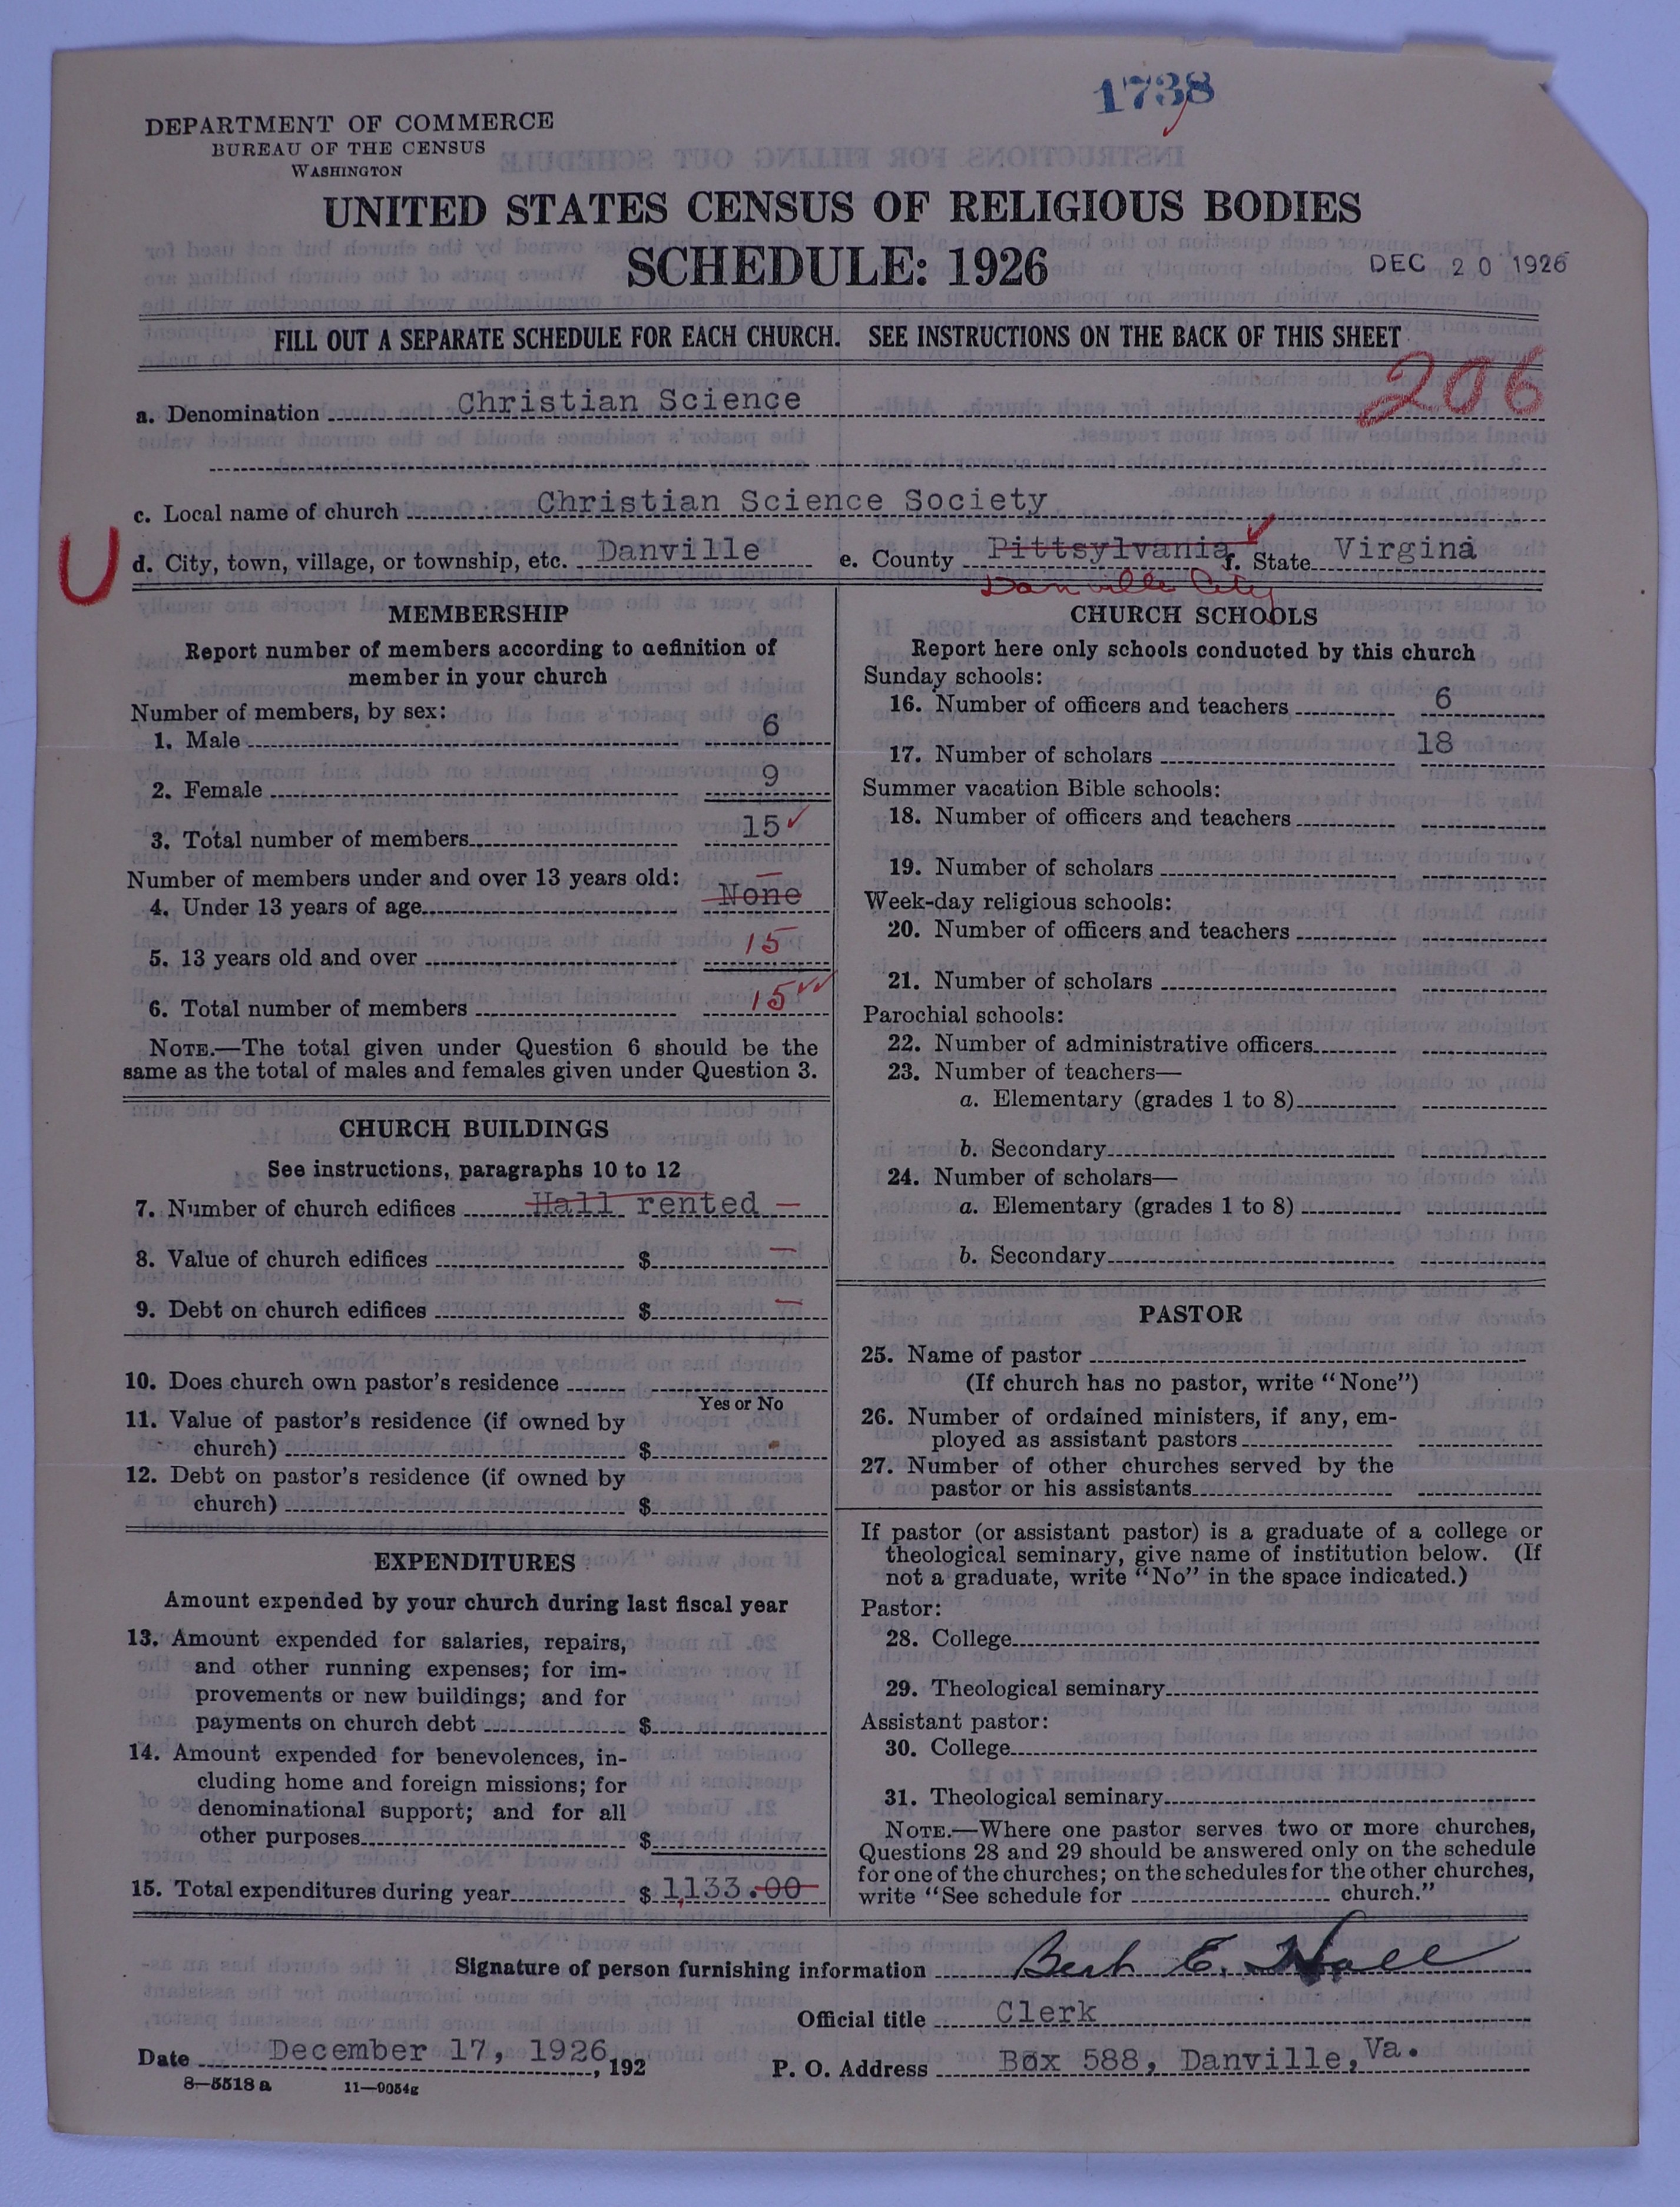 1738
DEPARTMENT OF COMMERCE
BUREAU OF THE CENSUS
WASHINGTON
UNITED STATES CENSUS OF RELIGIOUS BODIES
SCHEDULE: 1926
DEC 20 1926
FILL OUT A SEPARATE SCHEDULE FOR EACH CHURCH. SEE INSTRUCTIONS ON THE BACK OF THIS SHEET
206
a. Denomination Christian Science
c. Local name of church Christian Science Society
U
d. City, town, village, or township, etc. Danville e. County Pittsylvania f. State Virgina
Danville City
MEMBERSHIP
Report number of members according to definition of
member in your church
Number of members, by sex:
1. Male 6
2. Female 9
3. Total number of members 15
Number of members under and over 13 years old:
4. Under 13 years of age None
5. 13 years old and over 15
6. Total number of members 15
NOTE.—The total given under Question 6 should be the
same as the total of males and females given under Question 3.
CHURCH BUILDINGS
See instructions, paragraphs 10 to 12
7. Number of church edifices Hall rented —
8. Value of church edifices $ —
9. Debt on church edifices $ —
10. Does church own pastor's residence
Yes or No
11. Value of pastor's residence (if owned by
church) $
12. Debt on pastor's residence (if owned by
church) $
EXPENDITURES
Amount expended by your church during last fiscal year
13. Amount expended for salaries, repairs,
and other running expenses; for im-
provements or new buildings; and for
payments on church debt $
14. Amount expended for benevolences, in-
cluding home and foreign missions; for
denominational support; and for all
other purposes $
15. Total expenditures during year $ 1,133.00
CHURCH SCHOOLS
Report here only schools conducted by this church
Sunday schools:
16. Number of officers and teachers 6
17. Number of scholars 18
Summer vacation Bible schools:
18. Number of officers and teachers
19. Number of scholars
Week-day religious schools:
20. Number of officers and teachers
21. Number of scholars
Parochial schools:
22. Number of administrative officers
23. Number of teachers—
a. Elementary (grades 1 to 8)
b. Secondary
24. Number of scholars—
a. Elementary (grades 1 to 8)
b. Secondary
PASTOR
25. Name of pastor
(If church has no pastor, write "None")
26. Number of ordained ministers, if any, em-
ployed as assistant pastors
27. Number of other churches served by the
pastor or his assistants
If pastor (or assistant pastor) is a graduate of a college or
theological seminary, give name of institution below. (If
not a graduate, write "No" in the space indicated.)
Pastor:
28. College
29. Theological seminary
Assistant pastor:
30. College
31. Theological seminary
NOTE.—Where one pastor serves two or more churches,
Questions 28 and 29 should be answered only on the schedule
for one of the churches; on the schedules for the other churches,
write "See schedule for church."
Signature of person furnishing information Bert E. Hall
Official title Clerk
Date December 17, 1926, 192 P. O. Address Box 588, Danville, Va.
8—5518 a 11—9054g